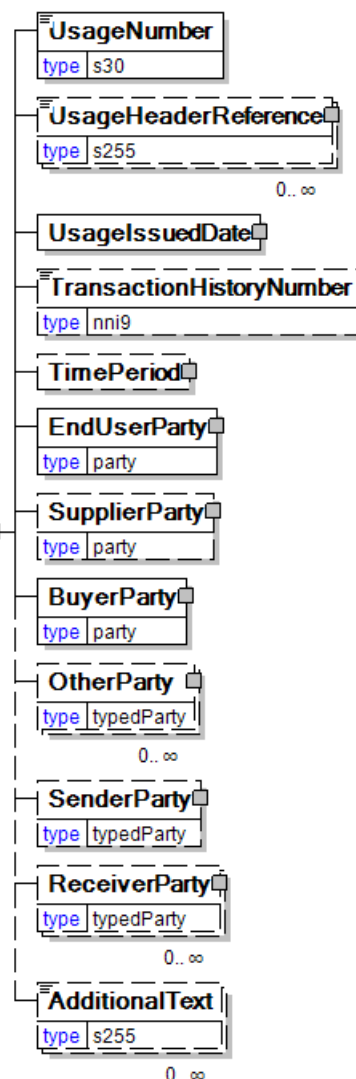 UsageNumber
type s30
UsageHeaderReference
type s255
0.. ∞
UsageIssuedDate
TransactionHistoryNumber
type nni9
TimePeriod
EndUserParty
type party
SupplierParty
type party
BuyerParty
type party
OtherParty
type typedParty
0.. ∞
SenderParty
type typedParty
ReceiverParty
type typedParty
0.. ∞
AdditionalText
type s255
0.. ∞